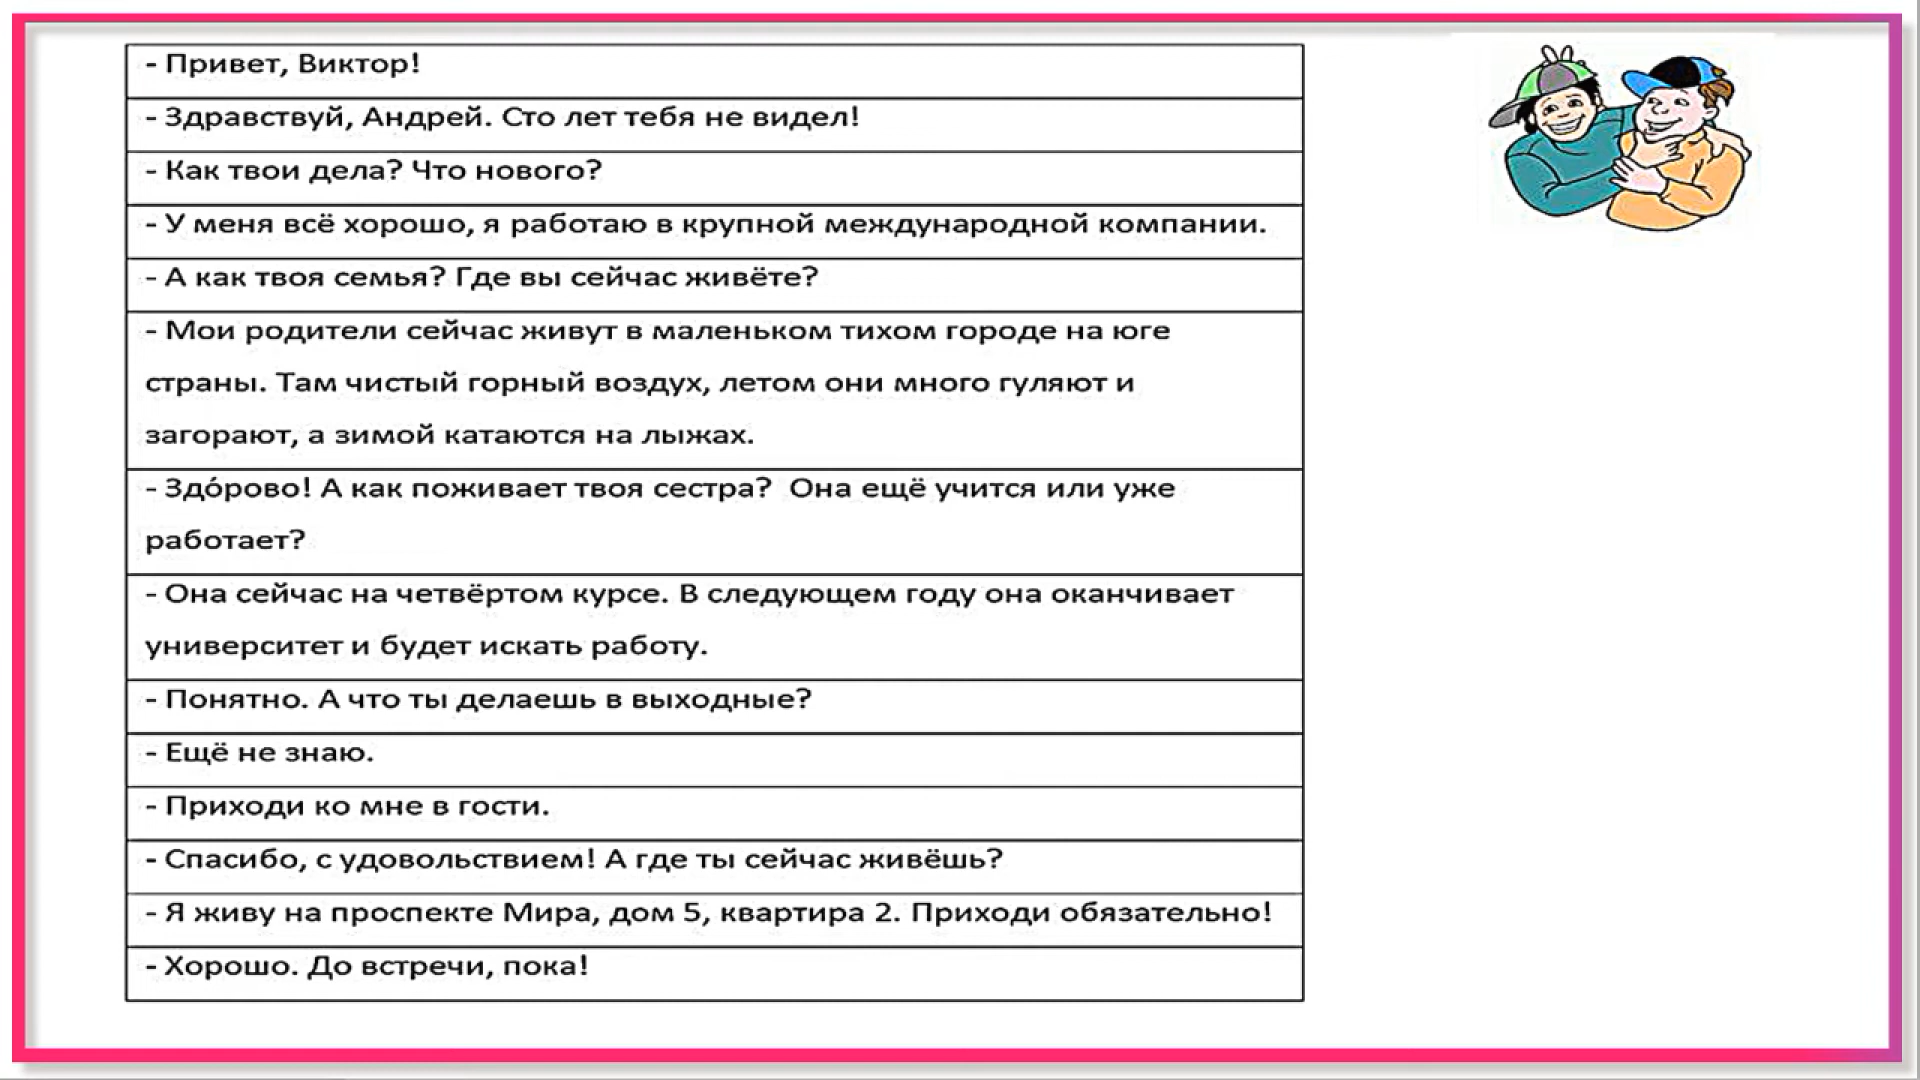 - Привет, Виктор!
- Здравствуй, Андрей. Сто лет тебя не видел!
- Как твои дела? Что нового?
- У меня всё хорошо, я работаю в крупной международной компании.
- А как твоя семья? Где вы сейчас живёте?
- Мои родители сейчас живут в маленьком тихом городе на юге
страны. Там чистый горный воздух, летом они много гуляют и
загорают, а зимой катаются на лыжах.
- Здо́рово! А как поживает твоя сестра?  Она ещё учится или уже
работает?
- Она сейчас на четвёртом курсе. В следующем году она оканчивает
университет и будет искать работу.
- Понятно. А что ты делаешь в выходные?
- Ещё не знаю.
- Приходи ко мне в гости.
- Спасибо, с удовольствием! А где ты сейчас живёшь?
- Я живу на проспекте Мира, дом 5, квартира 2. Приходи обязательно!
- Хорошо. До встречи, пока!